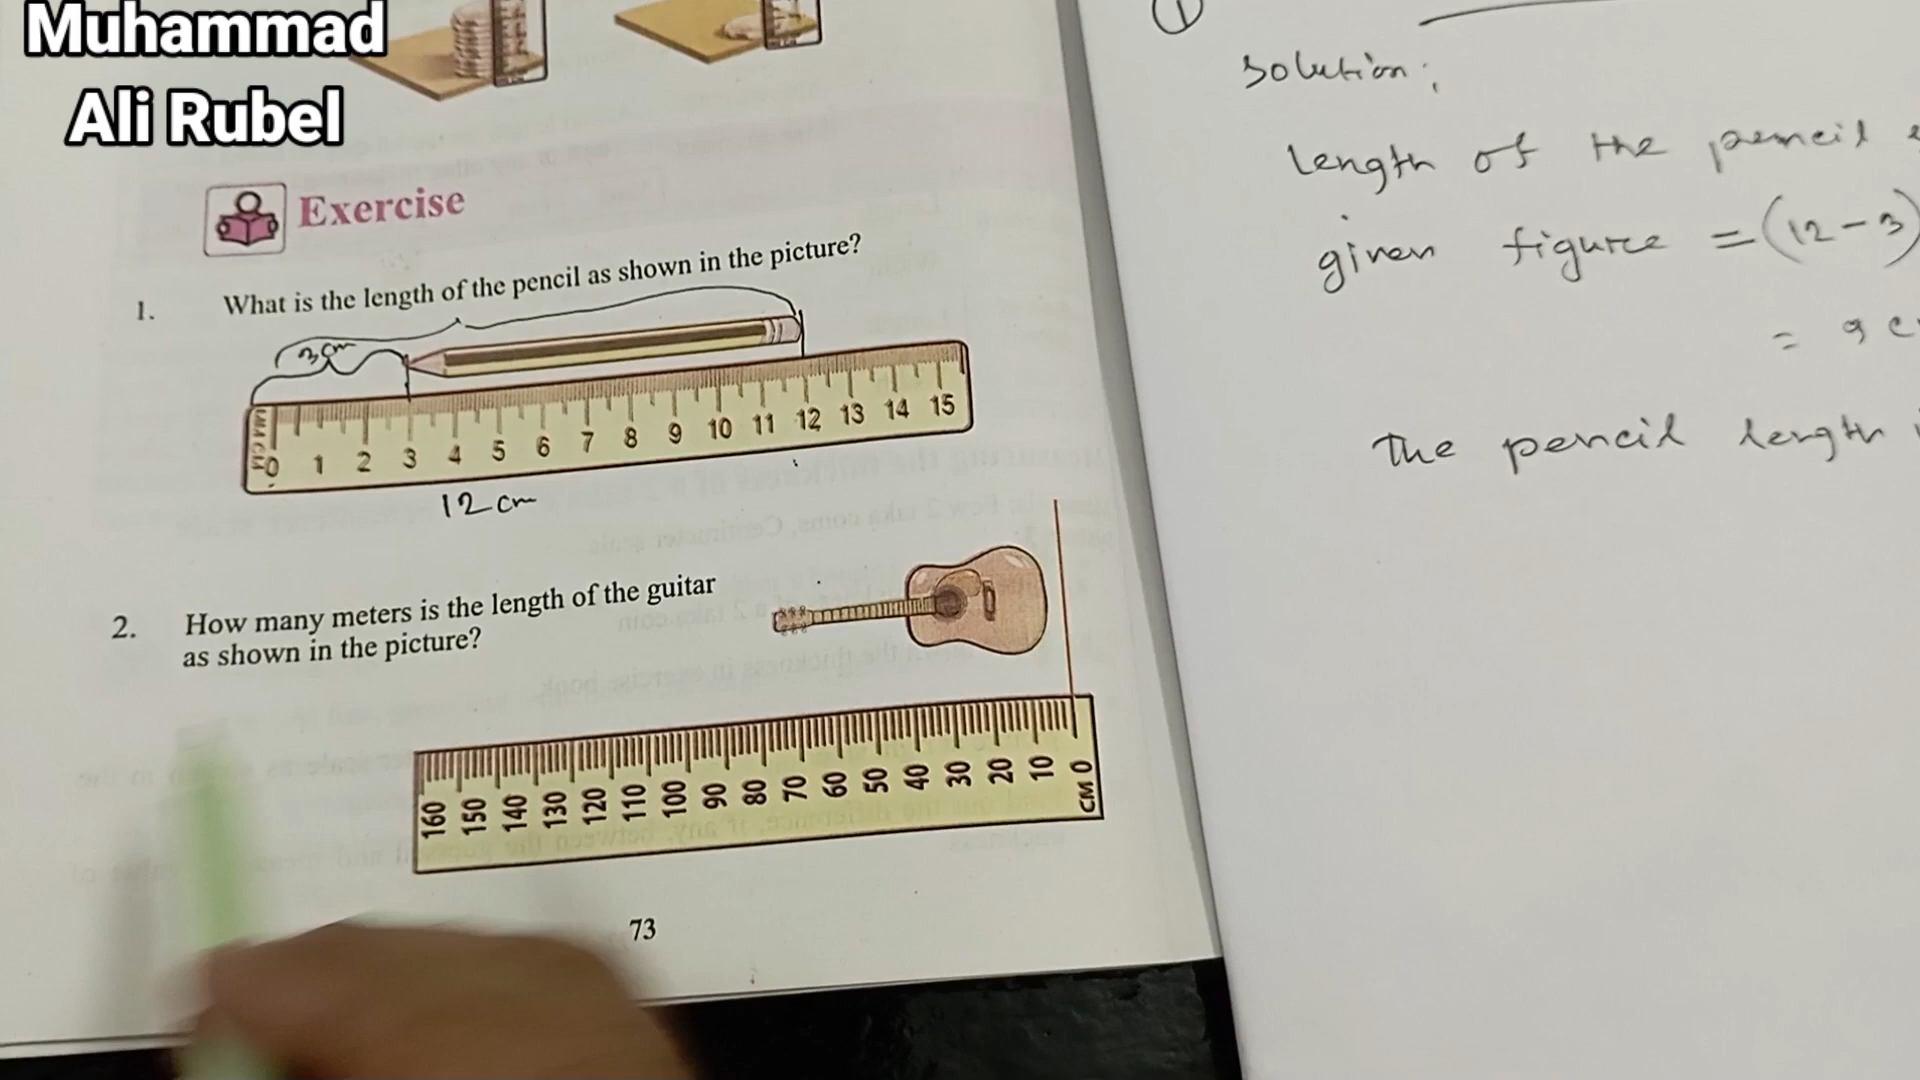 Muhammad
Ali Rubel
Exercise
1. What is the length of the pencil as shown in the picture?
3cm
MM CM 0 1 2 3 4 5 6 7 8 9 10 11 12 13 14 15
12 cm
2. How many meters is the length of the guitar
as shown in the picture?
160 150 140 130 120 110 100 90 80 70 60 50 40 30 20 10 CM 0
73
1
Solution:
length of the pencil
given figure = (12-3)
= 9 c
The pencil length